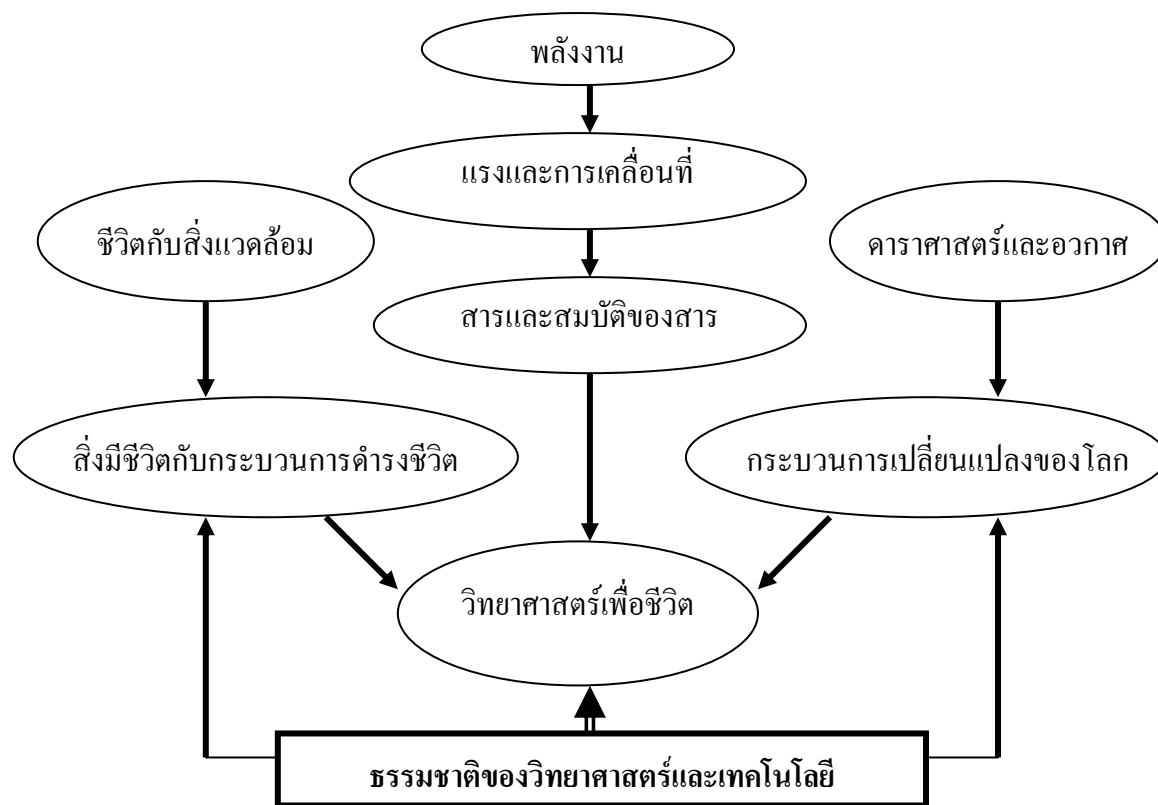 พลังงาน
แรงและการเคลื่อนที่
ชีวิตกับสิ่งแวดล้อม
ดาราศาสตร์และอวกาศ
สารและสมบัติของสาร
สิ่งมีชีวิตกับกระบวนการดำรงชีวิต
กระบวนการเปลี่ยนแปลงของโลก
วิทยาศาสตร์เพื่อชีวิต
ธรรมชาติของวิทยาศาสตร์และเทคโนโลยี